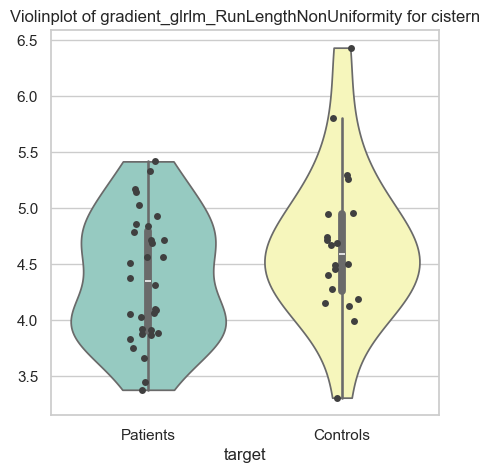 Violinplot of gradient_glrlm_RunLengthNonUniformity for cistern
6.5
6.0
5.5
5.0
4.5
4.0
3.5
Patients Controls
target